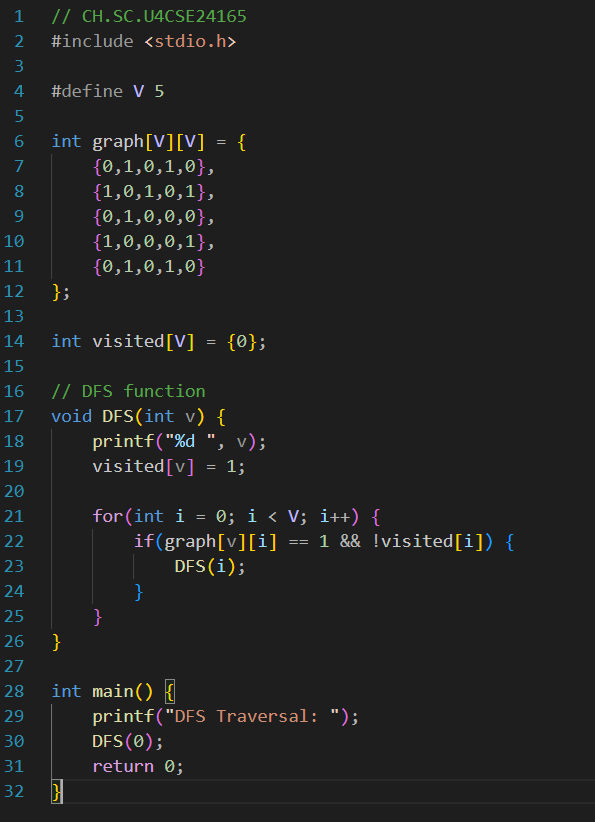 1 // CH.SC.U4CSE24165
2 #include <stdio.h>
3
4 #define V 5
5
6 int graph[V][V] = {
7     {0,1,0,1,0},
8     {1,0,1,0,1},
9     {0,1,0,0,0},
10     {1,0,0,0,1},
11     {0,1,0,1,0}
12 };
13
14 int visited[V] = {0};
15
16 // DFS function
17 void DFS(int v) {
18     printf("%d ", v);
19     visited[v] = 1;
20
21     for(int i = 0; i < V; i++) {
22         if(graph[v][i] == 1 && !visited[i]) {
23             DFS(i);
24         }
25     }
26 }
27
28 int main() {
29     printf("DFS Traversal: ");
30     DFS(0);
31     return 0;
32 }